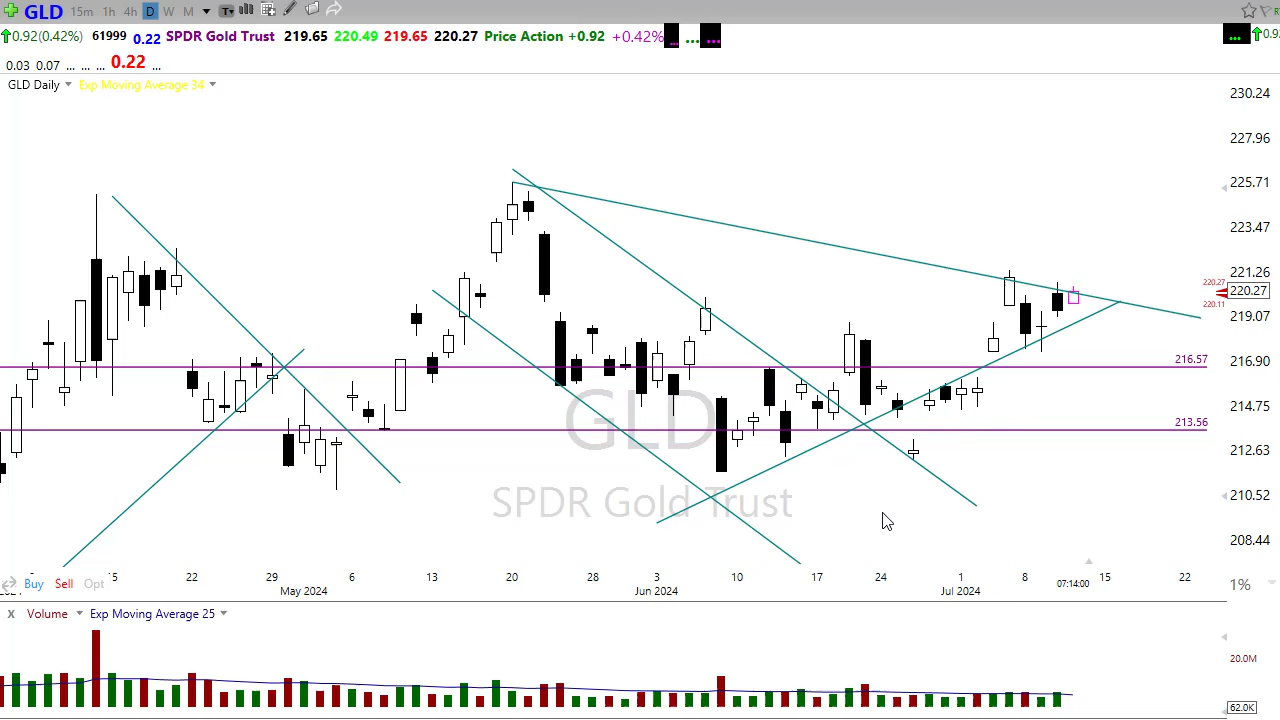 GLD 15m 1h 4h D W M T
0.92(0.42%) 61999 0.22 SPDR Gold Trust 219.65 220.49 219.65 220.27 Price Action +0.92 +0.42% ... ... ... ...
0.03 0.07 ... ... ... 0.22 ...
GLD Daily Exp Moving Average 34
230.24
227.96
225.71
223.47
221.26
220.27
220.27
220.11
219.07
216.90
216.57
214.75
213.56
212.63
210.52
208.44
GLD
SPDR Gold Trust
22 29 6 13 20 28 3 10 17 24 1 8 15 22
May 2024 Jun 2024 Jul 2024 07:14:00
Buy Sell Opt
1%
X Volume Exp Moving Average 25
20.0M
62.0K